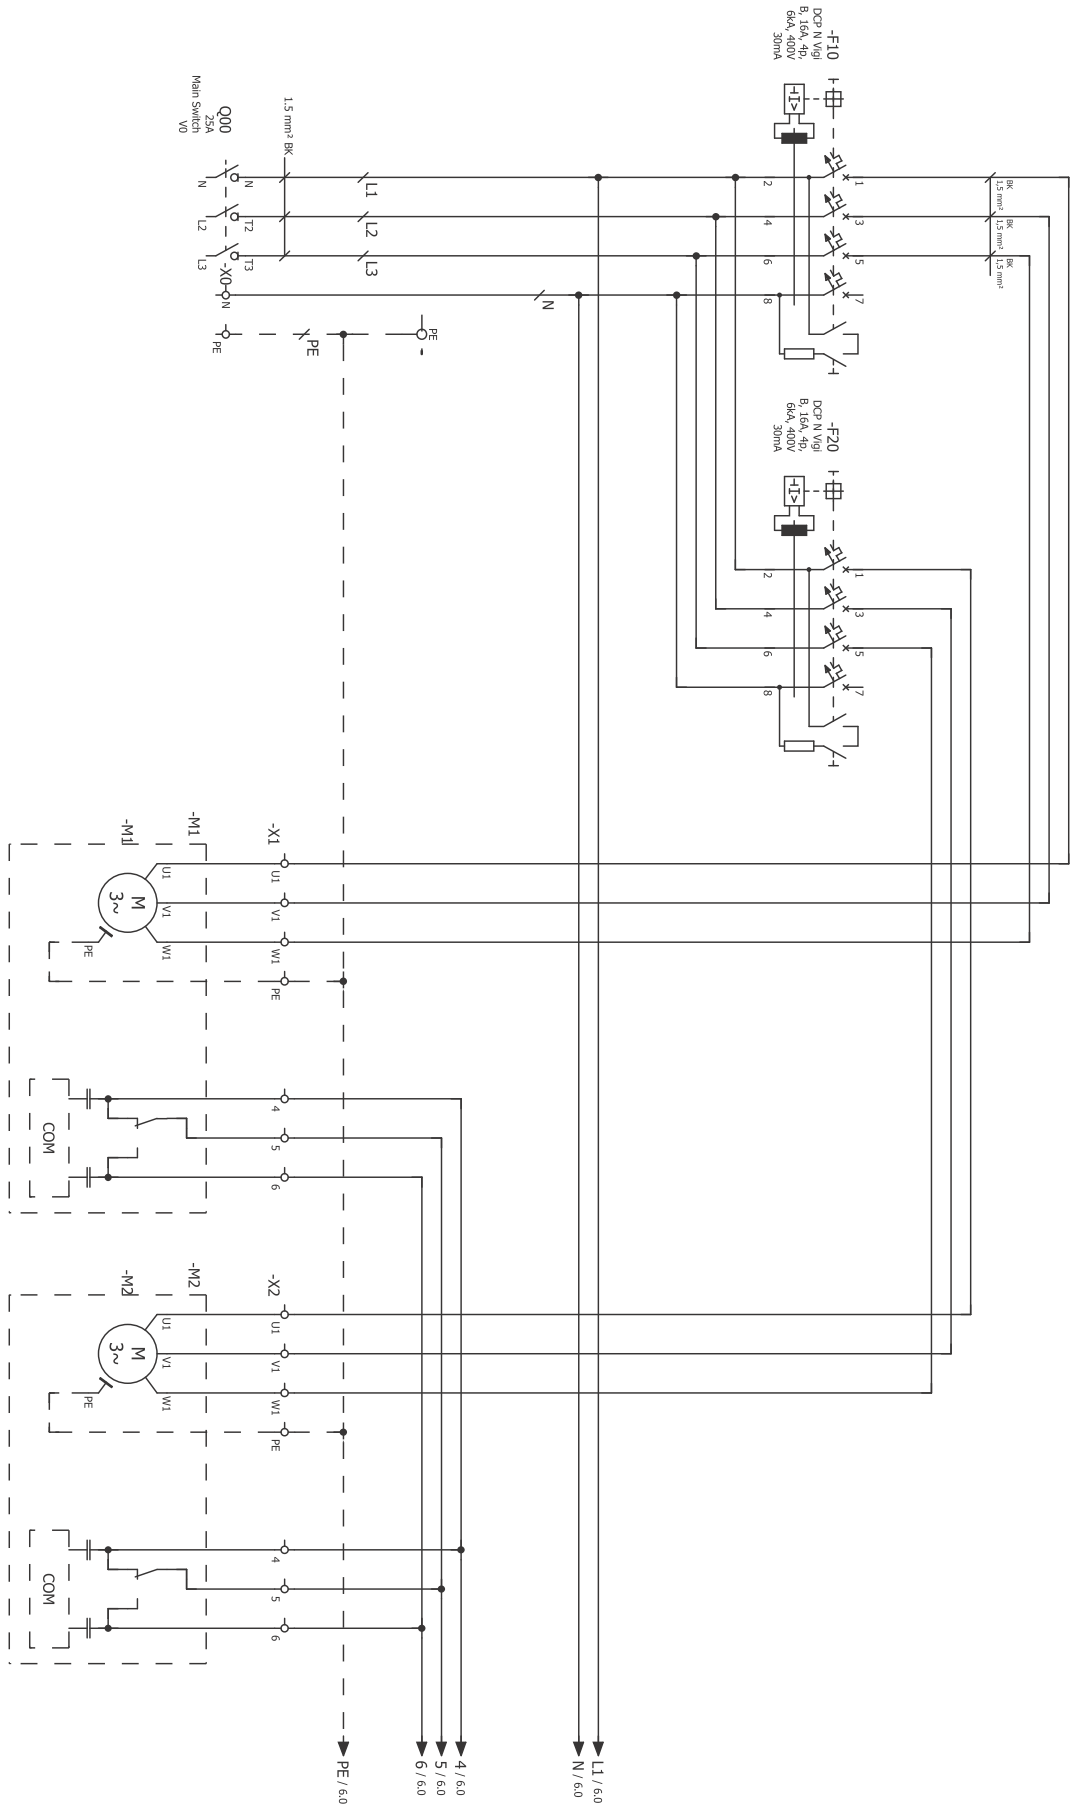 BK
1,5 mm²
BK
1,5 mm²
BK
1,5 mm²
1
3
5
7
1
3
5
7
-F10
DCP N Vigi
B, 16A, 4p,
6kA, 400V
30mA
I>
-F20
DCP N Vigi
B, 16A, 4p,
6kA, 400V
30mA
I>
2
4
6
8
2
4
6
8
L1 / 6.0
N / 6.0
N
4 / 6.0
5 / 6.0
6 / 6.0
PE
L1
L2
L3
PE
PE / 6.0
1.5 mm² BK
N
T2
T3
Q00
25A
Main Switch
V0
N
L2
L3
-X0
N
PE
-X1
U1
V1
W1
PE
4
5
6
-X2
U1
V1
W1
PE
4
5
6
-M1
-M1
U1
V1
W1
M
3~
PE
COM
-M2
-M2
U1
V1
W1
M
3~
PE
COM